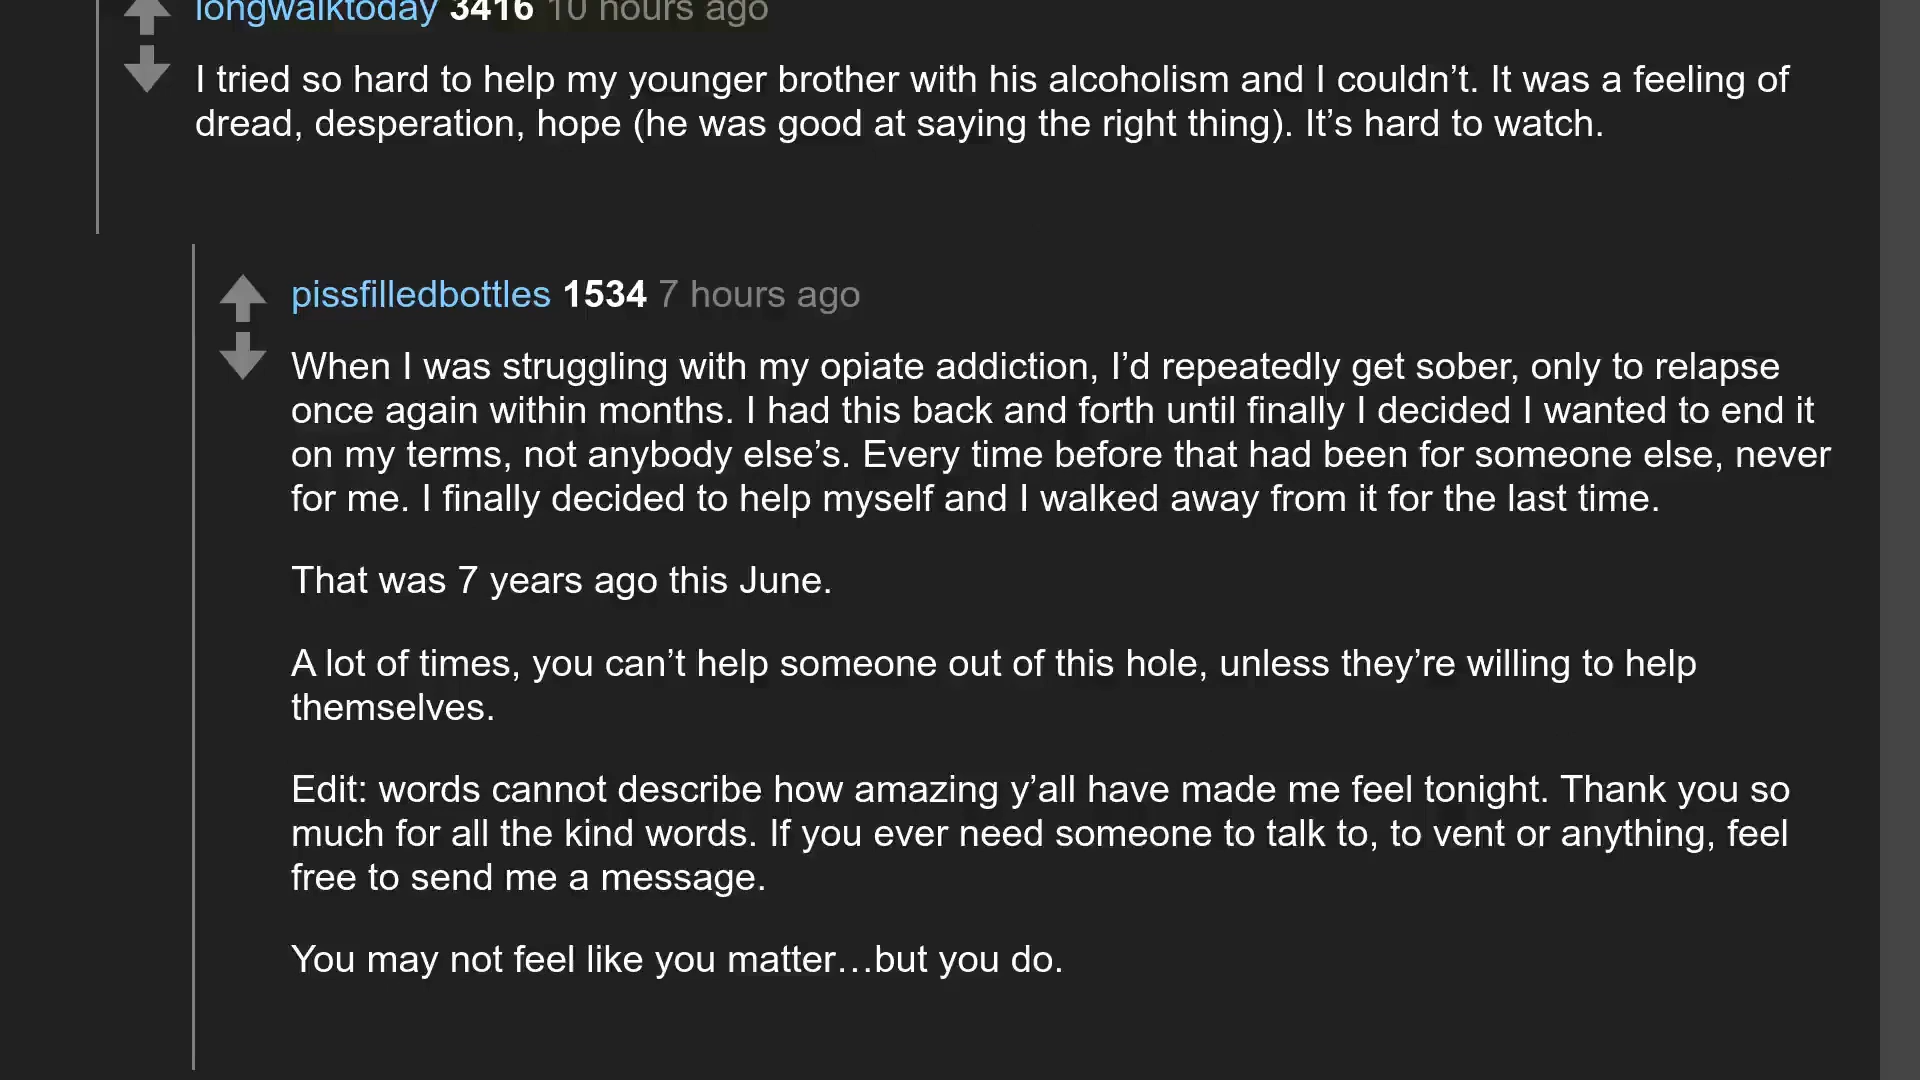 longwalktoday 3416 10 hours ago
I tried so hard to help my younger brother with his alcoholism and I couldn’t. It was a feeling of
dread, desperation, hope (he was good at saying the right thing). It’s hard to watch.
pissfilledbottles 1534 7 hours ago
When I was struggling with my opiate addiction, I’d repeatedly get sober, only to relapse
once again within months. I had this back and forth until finally I decided I wanted to end it
on my terms, not anybody else’s. Every time before that had been for someone else, never
for me. I finally decided to help myself and I walked away from it for the last time.
That was 7 years ago this June.
A lot of times, you can’t help someone out of this hole, unless they’re willing to help
themselves.
Edit: words cannot describe how amazing y’all have made me feel tonight. Thank you so
much for all the kind words. If you ever need someone to talk to, to vent or anything, feel
free to send me a message.
You may not feel like you matter…but you do.